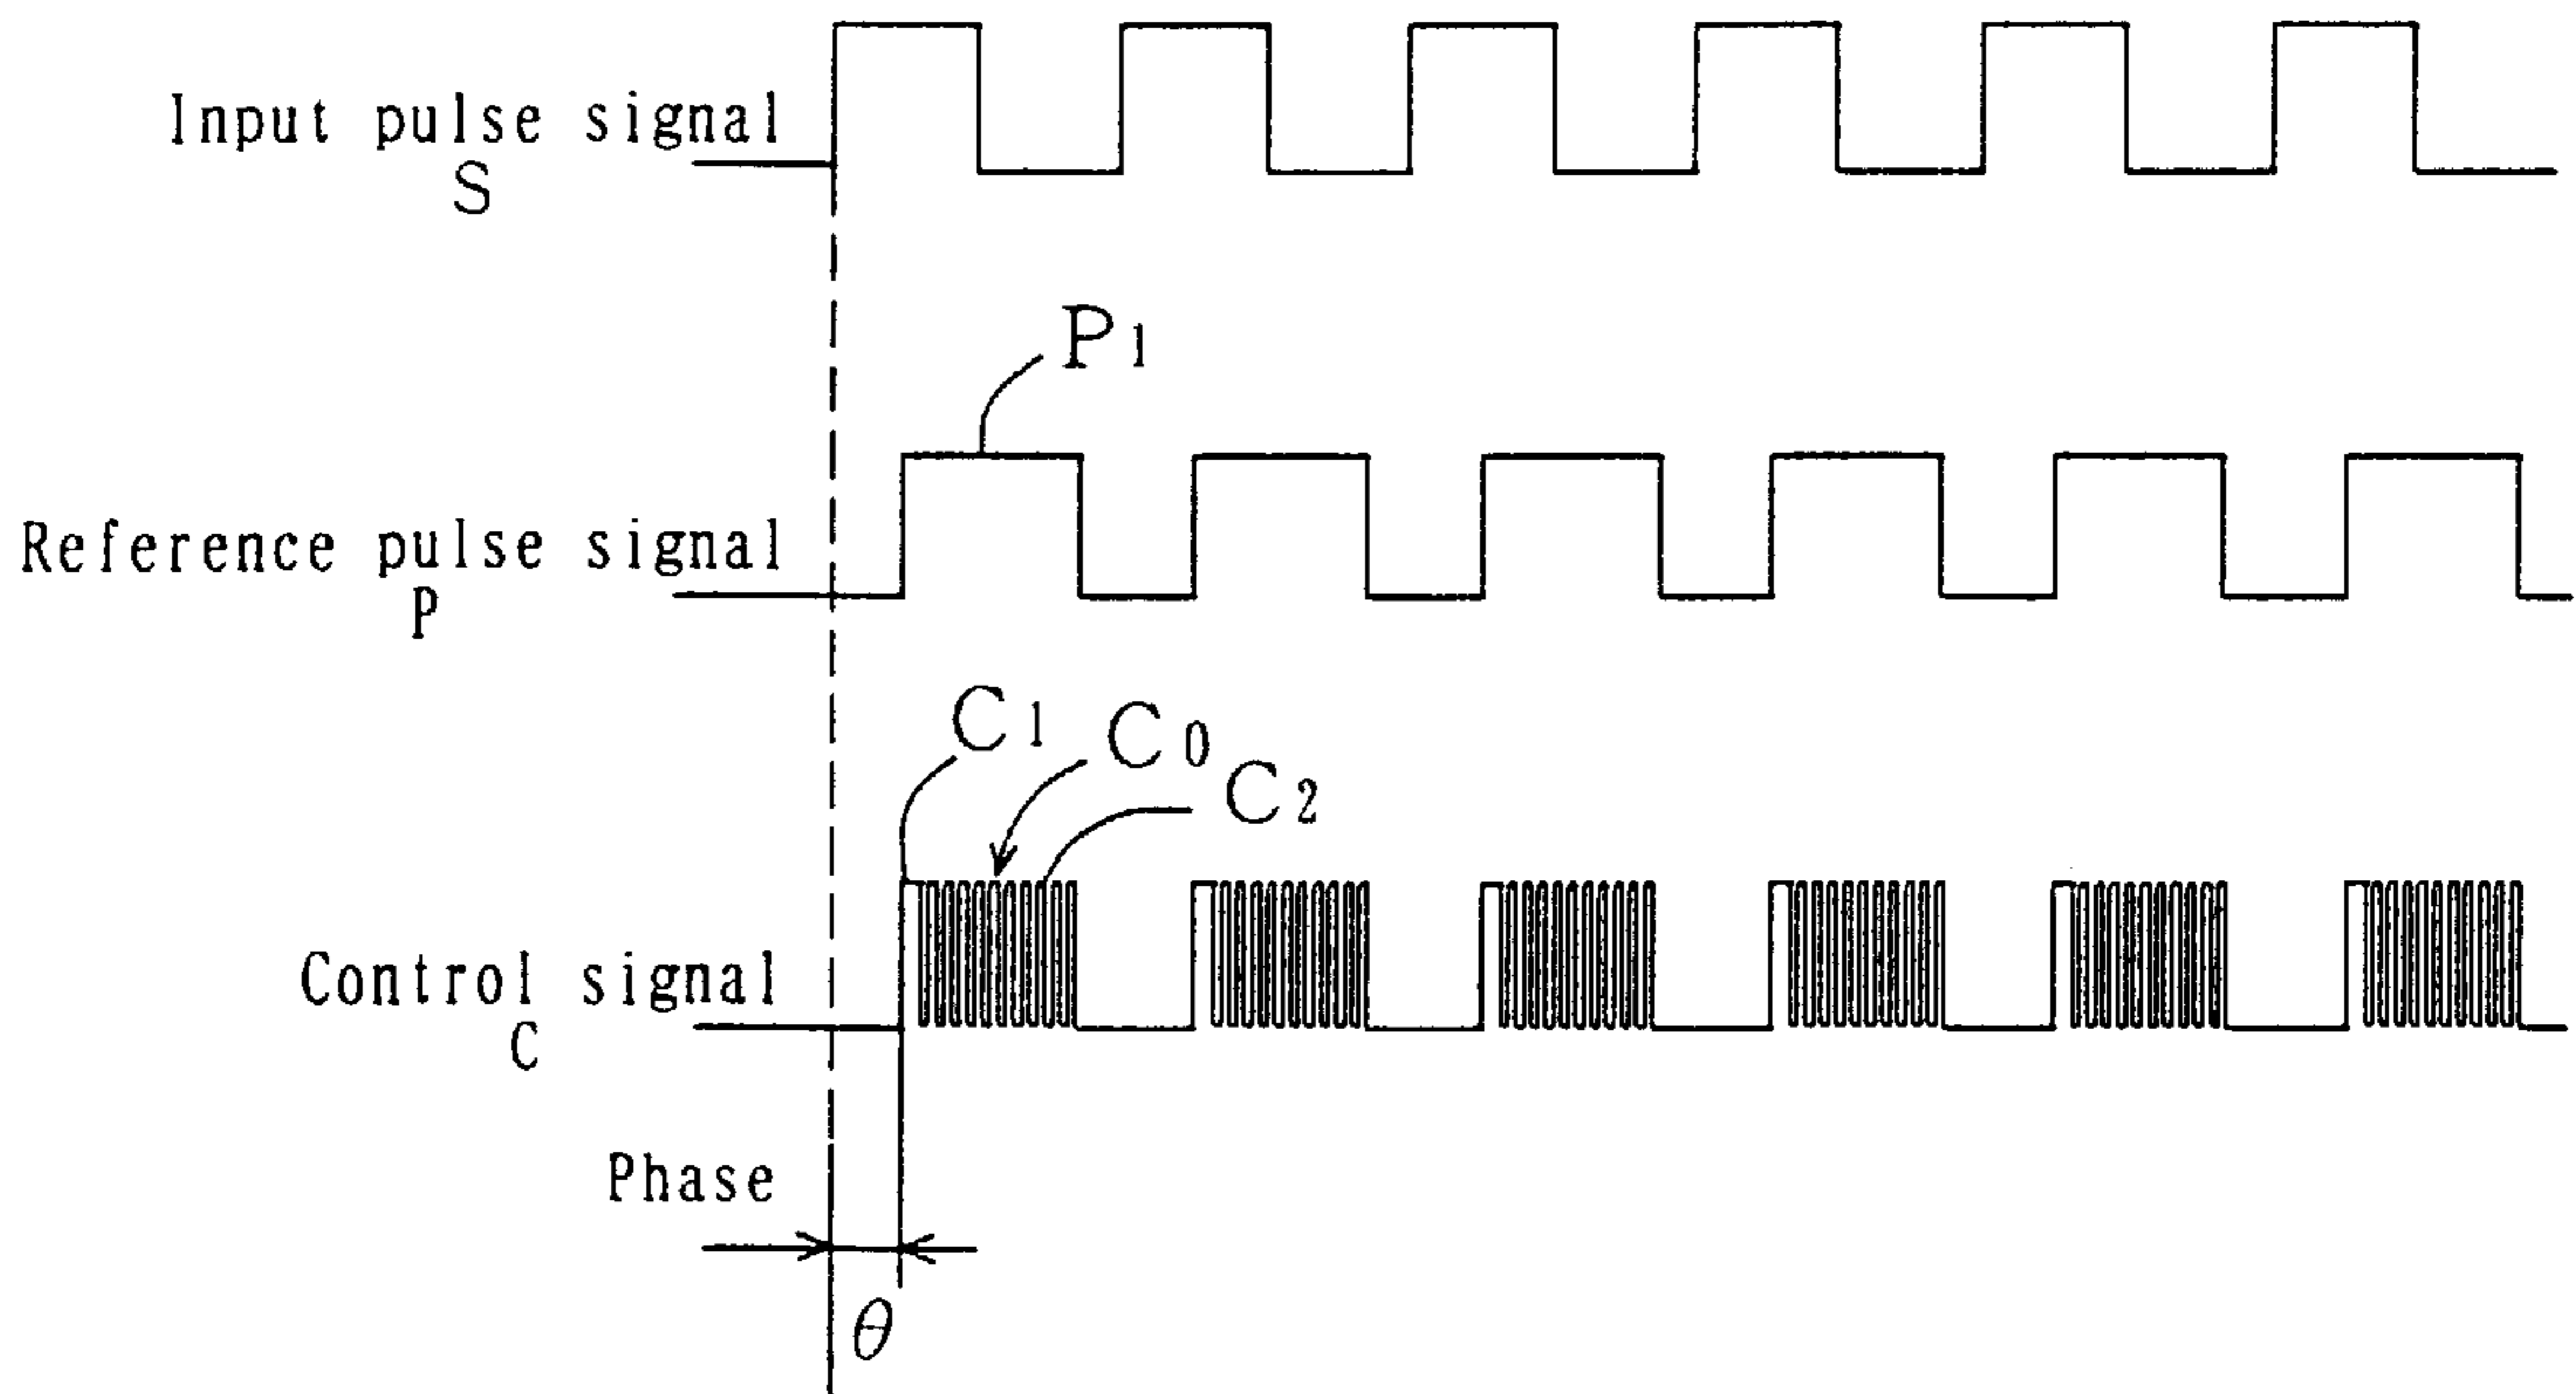 Input pulse signal
S
P1
Reference pulse signal
P
C1
C0
C2
Control signal
C
Phase
θ